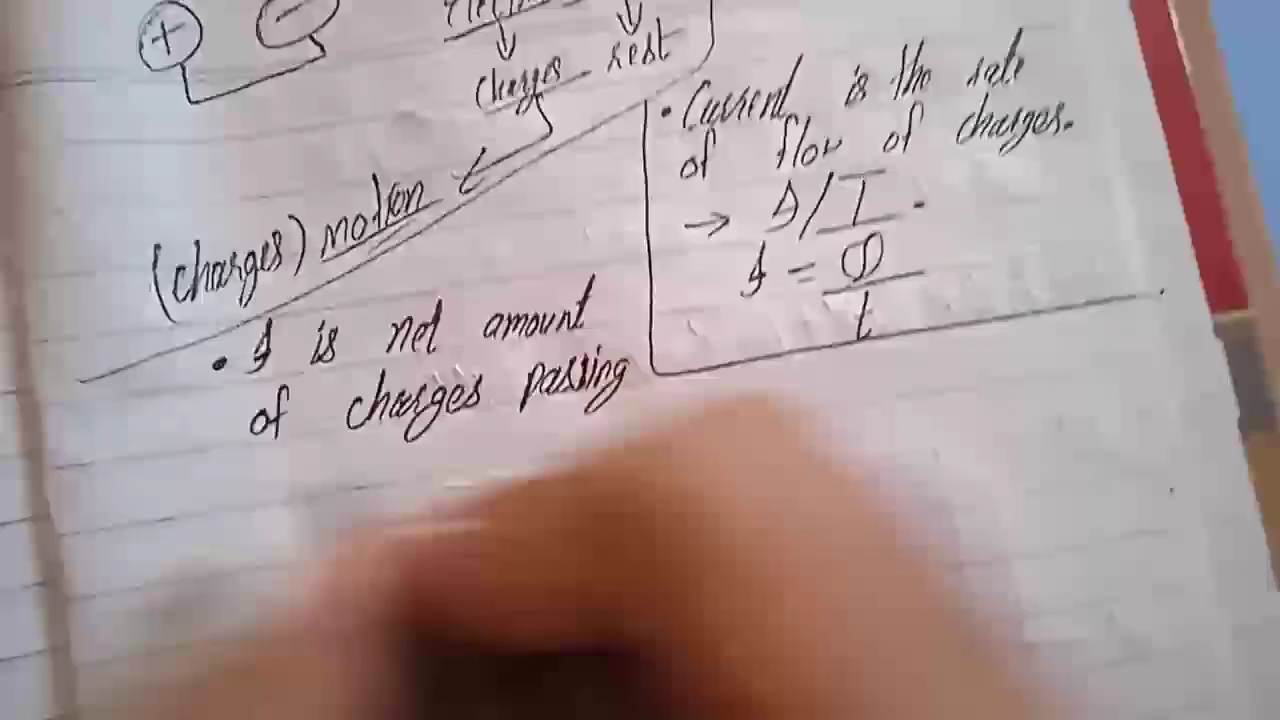 + −
charges rest
(charges) motion
• I is net amount
of charges passing
• Current is the rate
of flow of charges.
→ A/T.
I = Q
t